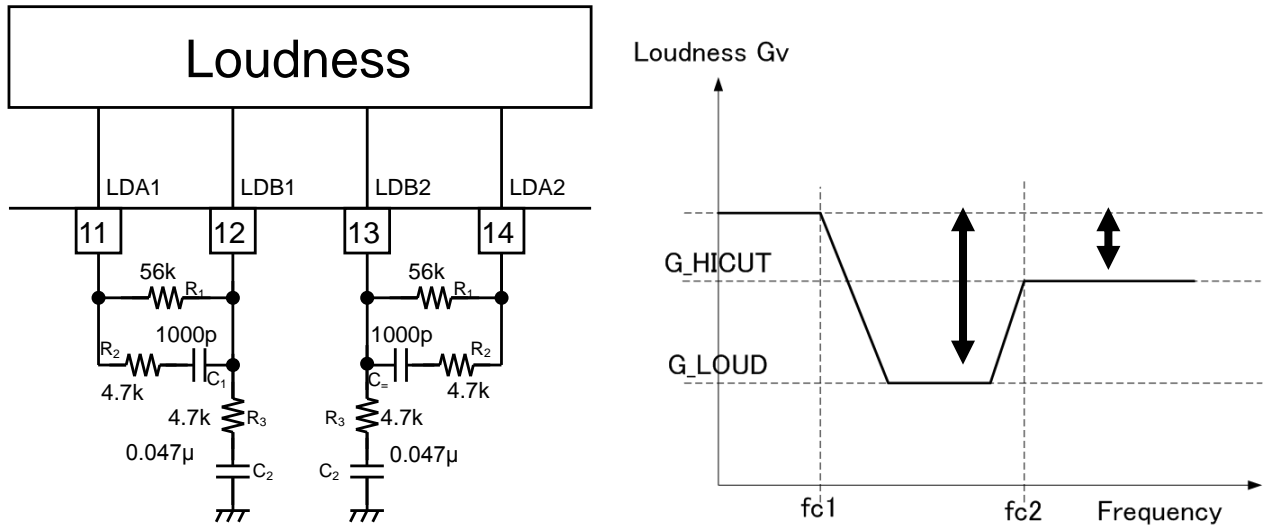 Loudness
LDA1
LDB1
LDB2
LDA2
11
12
13
14
56k
R₁
56k
R₁
1000p
1000p
R₂
C₁
C₌
R₂
4.7k
4.7k
4.7k
R₃
R₃
4.7k
0.047μ
C₂
C₂
0.047μ
Loudness Gv
G_HICUT
G_LOUD
fc1
fc2
Frequency